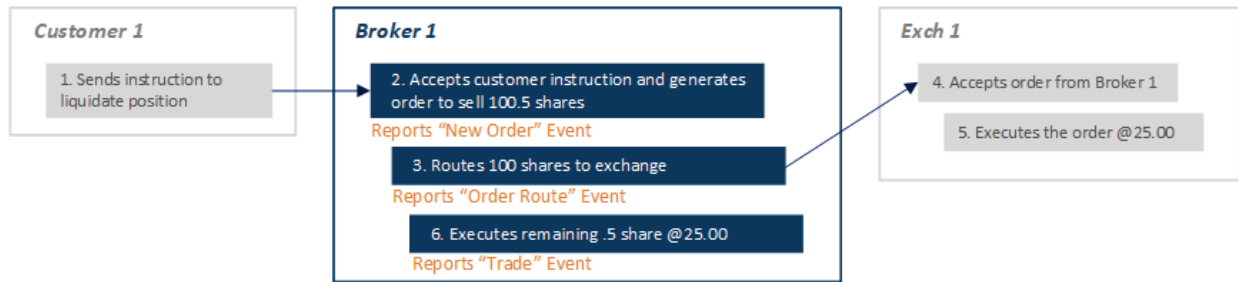 Customer 1
1. Sends instruction to
liquidate position
Broker 1
2. Accepts customer instruction and generates
order to sell 100.5 shares
Reports “New Order” Event
3. Routes 100 shares to exchange
Reports “Order Route” Event
6. Executes remaining .5 share @25.00
Reports “Trade” Event
Exch 1
4. Accepts order from Broker 1
5. Executes the order @25.00